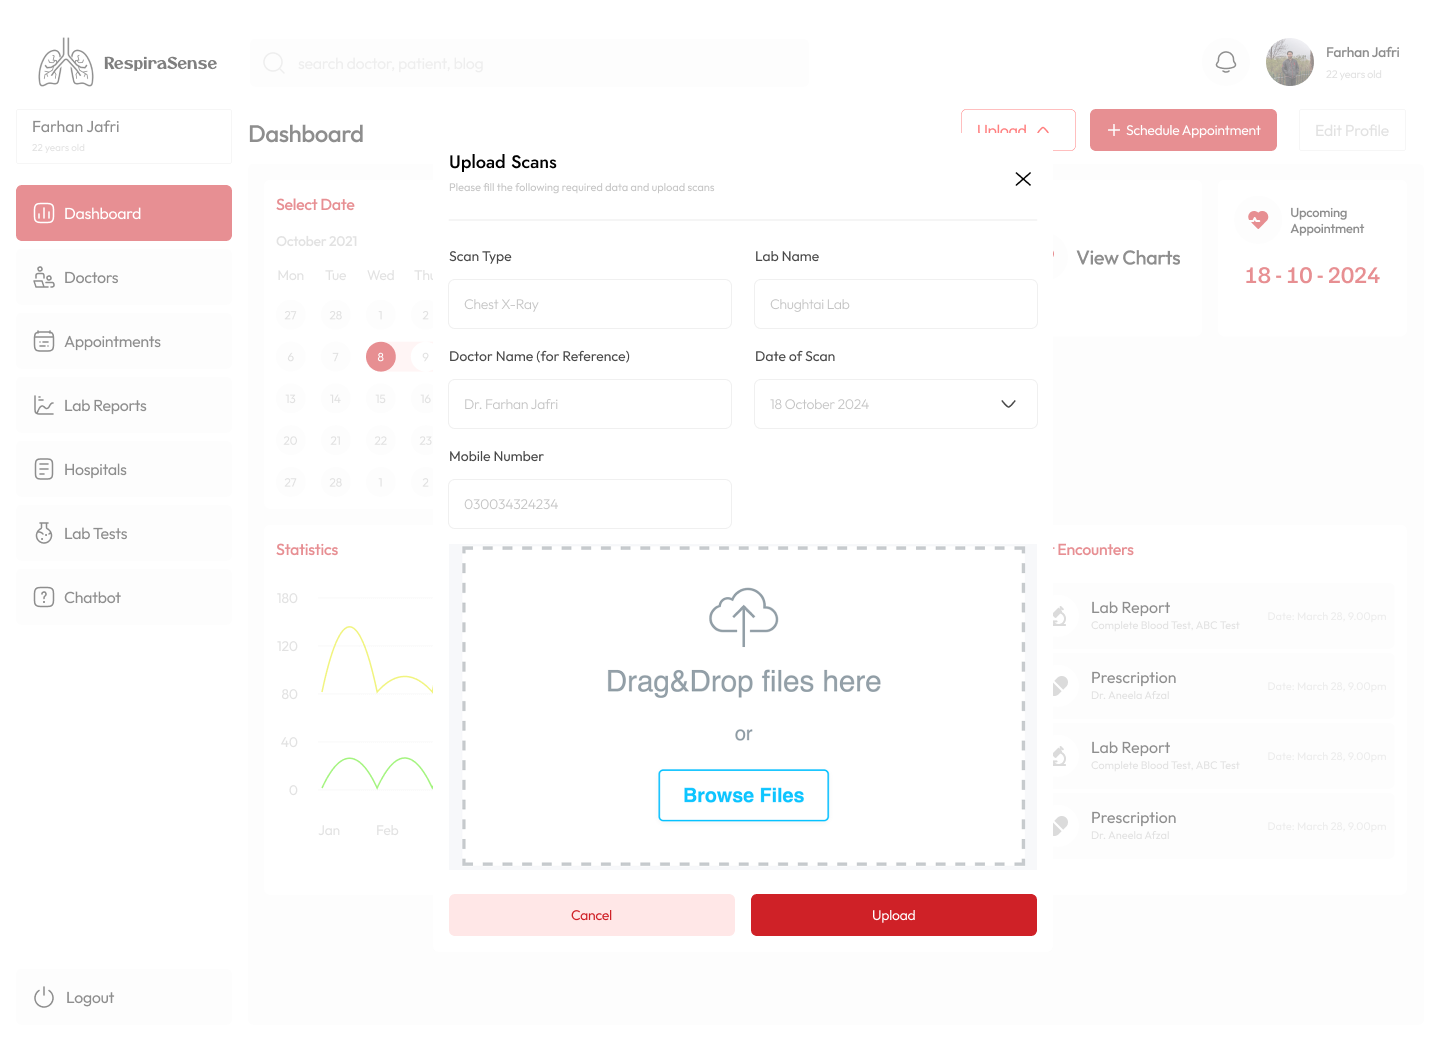 RespiraSense
search doctor, patient, blog
Farhan Jafri
22 years old
Farhan Jafri
22 years old
Dashboard
Upload
Schedule Appointment
Edit Profile
Dashboard
Doctors
Appointments
Lab Reports
Hospitals
Lab Tests
Chatbot
Logout
Select Date
October 2021
Mon Tue Wed Thu
27 28 1 2
6 7 8 9
13 14 15 16
20 21 22 23
27 28 1 2
Statistics
180
120
80
40
0
Jan Feb
Upload Scans
Please fill the following required data and upload scans
Scan Type
Chest X-Ray
Lab Name
Chughtai Lab
Doctor Name (for Reference)
Dr. Farhan Jafri
Date of Scan
18 October 2024
Mobile Number
030034324234
Drag&Drop files here
or
Browse Files
Cancel
Upload
View Charts
Upcoming
Appointment
18 - 10 - 2024
Encounters
Lab Report
Complete Blood Test, ABC Test
Date: March 28, 9:00pm
Prescription
Dr. Aneela Afzal
Date: March 28, 9:00pm
Lab Report
Complete Blood Test, ABC Test
Date: March 28, 9:00pm
Prescription
Dr. Aneela Afzal
Date: March 28, 9:00pm